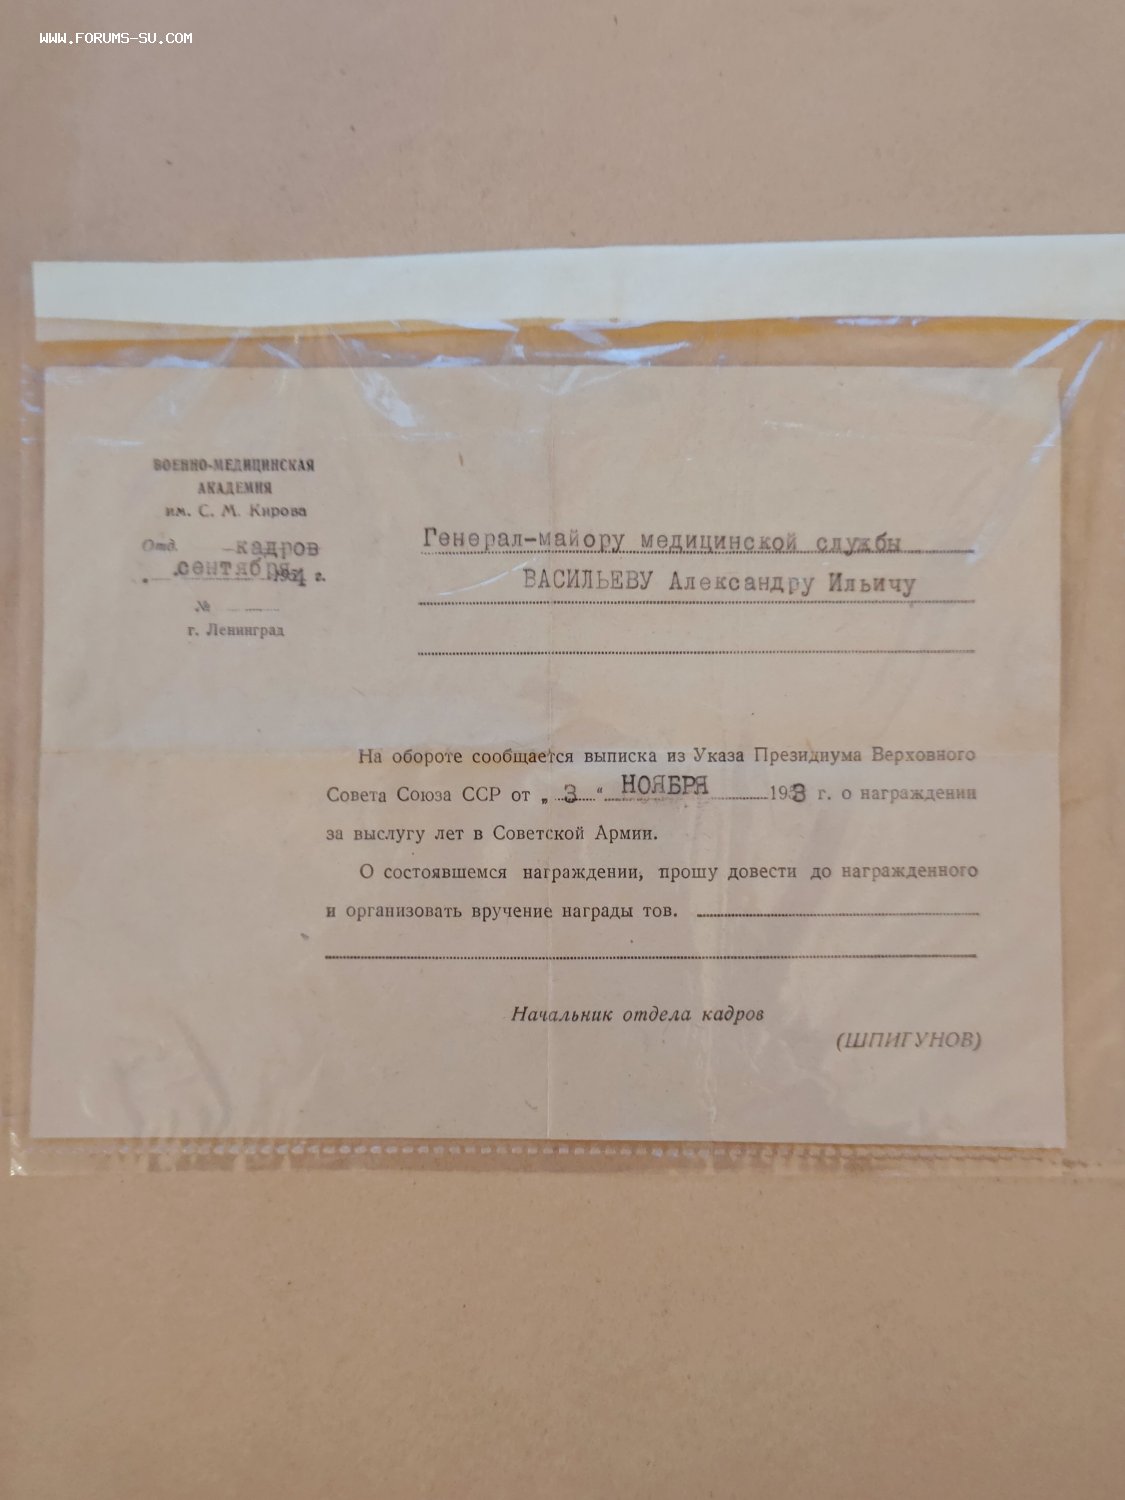 WWW.FORUMS-SU.COM
ВОЕННО-МЕДИЦИНСКАЯ
АКАДЕМИЯ
им. С. М. Кирова
Отд. кадров
сентября 1954 г.
№
г. Ленинград
Генерал-майору медицинской службы
ВАСИЛЬЕВУ Александру Ильичу
На обороте сообщается выписка из Указа Президиума Верховного
Совета Союза ССР от „ 3 “ НОЯБРЯ 1953 г. о награждении
за выслугу лет в Советской Армии.
О состоявшемся награждении, прошу довести до награжденного
и организовать вручение награды тов.
Начальник отдела кадров
(ШПИГУНОВ)